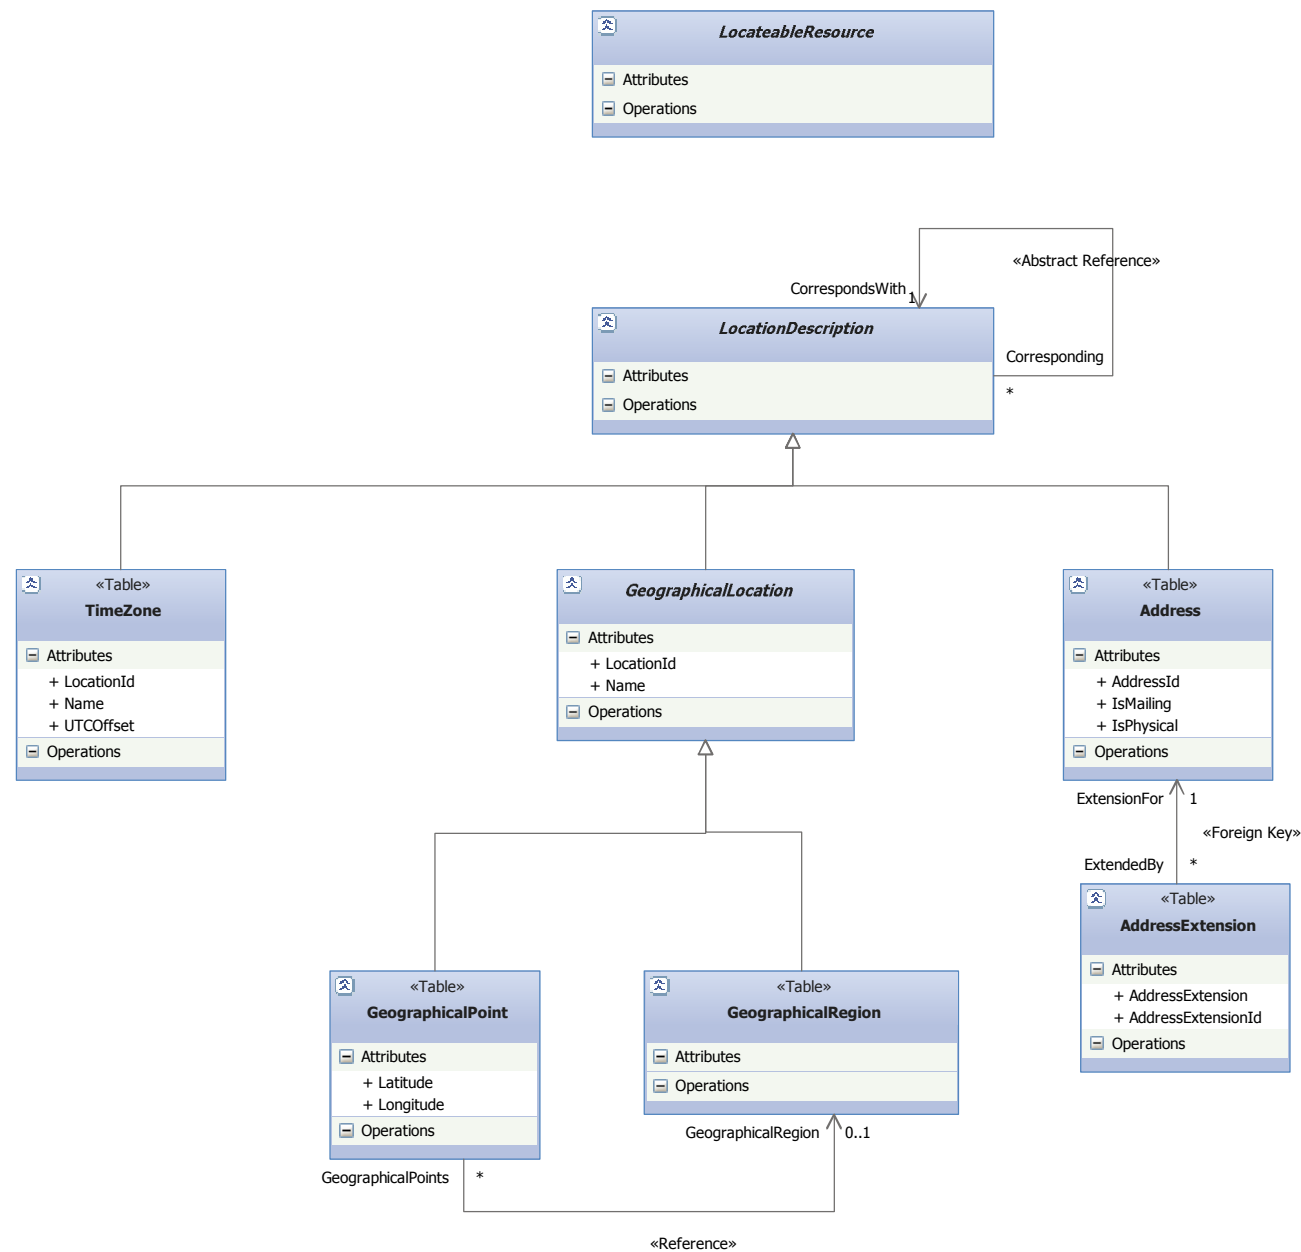 LocateableResource
Attributes
Operations
«Abstract Reference»
CorrespondsWith
1
LocationDescription
Attributes
Operations
Corresponding
*
«Table»
TimeZone
Attributes
+ LocationId
+ Name
+ UTCOffset
Operations
GeographicalLocation
Attributes
+ LocationId
+ Name
Operations
«Table»
Address
Attributes
+ AddressId
+ IsMailing
+ IsPhysical
Operations
ExtensionFor
1
«Foreign Key»
ExtendedBy
*
«Table»
AddressExtension
Attributes
+ AddressExtension
+ AddressExtensionId
Operations
«Table»
GeographicalPoint
Attributes
+ Latitude
+ Longitude
Operations
«Table»
GeographicalRegion
Attributes
Operations
GeographicalRegion
0..1
GeographicalPoints
*
«Reference»